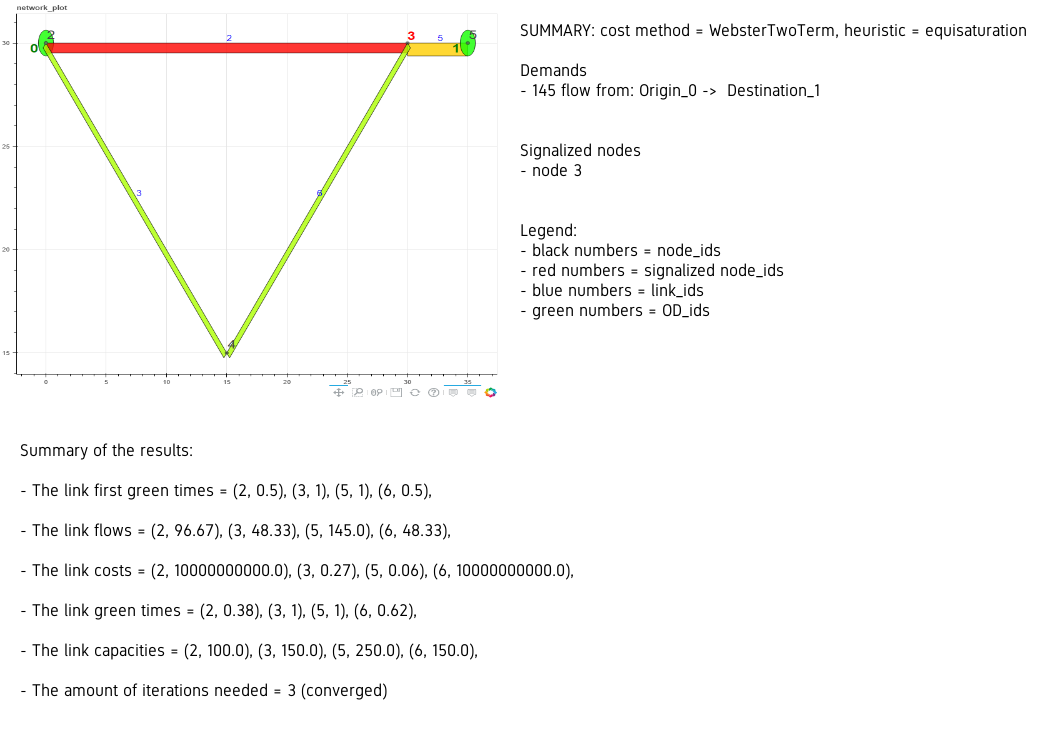 network_plot
SUMMARY: cost method = WebsterTwoTerm, heuristic = equisaturation
Demands
- 145 flow from: Origin_0 -> Destination_1
Signalized nodes
- node 3
Legend:
- black numbers = node_ids
- red numbers = signalized node_ids
- blue numbers = link_ids
- green numbers = OD_ids
30
25
20
15
0 2
2
3
5
1 5
3
6
4
0 5 10 15 20 25 30 35
Summary of the results:
- The link first green times = (2, 0.5), (3, 1), (5, 1), (6, 0.5),
- The link flows = (2, 96.67), (3, 48.33), (5, 145.0), (6, 48.33),
- The link costs = (2, 10000000000.0), (3, 0.27), (5, 0.06), (6, 10000000000.0),
- The link green times = (2, 0.38), (3, 1), (5, 1), (6, 0.62),
- The link capacities = (2, 100.0), (3, 150.0), (5, 250.0), (6, 150.0),
- The amount of iterations needed = 3 (converged)